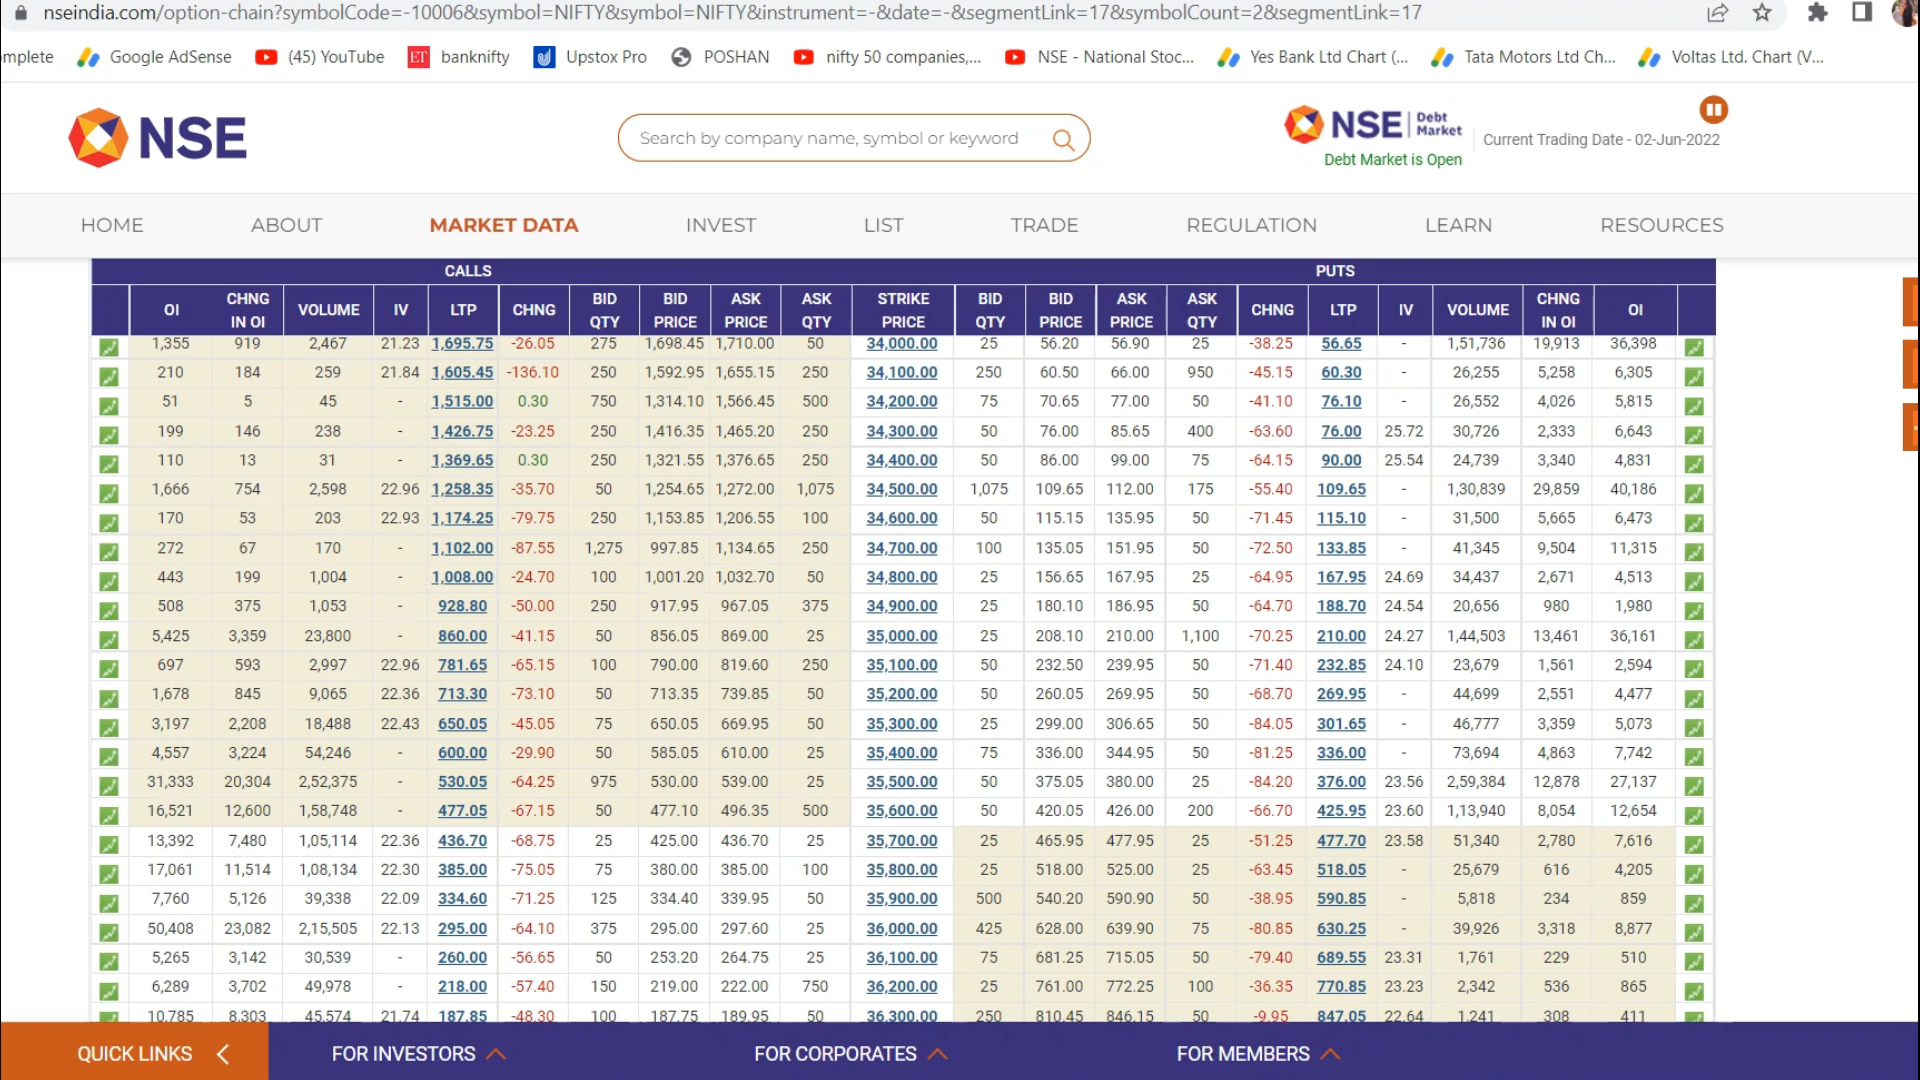 nseindia.com/option-chain?symbolCode=-10006&symbol=NIFTY&symbol=NIFTY&instrument=-&date=-&segmentLink=17&symbolCount=2&segmentLink=17
mplete Google AdSense (45) YouTube ET banknifty Upstox Pro POSHAN nifty 50 companies,... NSE - National Stoc... Yes Bank Ltd Chart (... Tata Motors Ltd Ch... Voltas Ltd. Chart (V...
NSE
Search by company name, symbol or keyword
NSE Debt Market
Debt Market is Open
Current Trading Date - 02-Jun-2022
HOME ABOUT MARKET DATA INVEST LIST TRADE REGULATION LEARN RESOURCES
CALLS PUTS
OI CHNG IN OI VOLUME IV LTP CHNG BID QTY BID PRICE ASK PRICE ASK QTY STRIKE PRICE BID QTY BID PRICE ASK PRICE ASK QTY CHNG LTP IV VOLUME CHNG IN OI OI
1,355 919 2,467 21.23 1,695.75 -26.05 275 1,698.45 1,710.00 50 34,000.00 25 56.20 56.90 25 -38.25 56.65 - 1,51,736 19,913 36,398
210 184 259 21.84 1,605.45 -136.10 250 1,592.95 1,655.15 250 34,100.00 250 60.50 66.00 950 -45.15 60.30 - 26,255 5,258 6,305
51 5 45 - 1,515.00 0.30 750 1,314.10 1,566.45 500 34,200.00 75 70.65 77.00 50 -41.10 76.10 - 26,552 4,026 5,815
199 146 238 - 1,426.75 -23.25 250 1,416.35 1,465.20 250 34,300.00 50 76.00 85.65 400 -63.60 76.00 25.72 30,726 2,333 6,643
110 13 31 - 1,369.65 0.30 250 1,321.55 1,376.65 250 34,400.00 50 86.00 99.00 75 -64.15 90.00 25.54 24,739 3,340 4,831
1,666 754 2,598 22.96 1,258.35 -35.70 50 1,254.65 1,272.00 1,075 34,500.00 1,075 109.65 112.00 175 -55.40 109.65 - 1,30,839 29,859 40,186
170 53 203 22.93 1,174.25 -79.75 250 1,153.85 1,206.55 100 34,600.00 50 115.15 135.95 50 -71.45 115.10 - 31,500 5,665 6,473
272 67 170 - 1,102.00 -87.55 1,275 997.85 1,134.65 250 34,700.00 100 135.05 151.95 50 -72.50 133.85 - 41,345 9,504 11,315
443 199 1,004 - 1,008.00 -24.70 100 1,001.20 1,032.70 50 34,800.00 25 156.65 167.95 25 -64.95 167.95 24.69 34,437 2,671 4,513
508 375 1,053 - 928.80 -50.00 250 917.95 967.05 375 34,900.00 25 180.10 186.95 50 -64.70 188.70 24.54 20,656 980 1,980
5,425 3,359 23,800 - 860.00 -41.15 50 856.05 869.00 25 35,000.00 25 208.10 210.00 1,100 -70.25 210.00 24.27 1,44,503 13,461 36,161
697 593 2,997 22.96 781.65 -65.15 100 790.00 819.60 250 35,100.00 50 232.50 239.95 50 -71.40 232.85 24.10 23,679 1,561 2,594
1,678 845 9,065 22.36 713.30 -73.10 50 713.35 739.85 50 35,200.00 50 260.05 269.95 50 -68.70 269.95 - 44,699 2,551 4,477
3,197 2,208 18,488 22.43 650.05 -45.05 75 650.05 669.95 50 35,300.00 25 299.00 306.65 50 -84.05 301.65 - 46,777 3,359 5,073
4,557 3,224 54,246 - 600.00 -29.90 50 585.05 610.00 25 35,400.00 75 336.00 344.95 50 -81.25 336.00 - 73,694 4,863 7,742
31,333 20,304 2,52,375 - 530.05 -64.25 975 530.00 539.00 25 35,500.00 50 375.05 380.00 25 -84.20 376.00 23.56 2,59,384 12,878 27,137
16,521 12,600 1,58,748 - 477.05 -67.15 50 477.10 496.35 500 35,600.00 50 420.05 426.00 200 -66.70 425.95 23.60 1,13,940 8,054 12,654
13,392 7,480 1,05,114 22.36 436.70 -68.75 25 425.00 436.70 25 35,700.00 25 465.95 477.95 25 -51.25 477.70 23.58 51,340 2,780 7,616
17,061 11,514 1,08,134 22.30 385.00 -75.05 75 380.00 385.00 100 35,800.00 25 518.00 525.00 25 -63.45 518.05 - 25,679 616 4,205
7,760 5,126 39,338 22.09 334.60 -71.25 125 334.40 339.95 50 35,900.00 500 540.20 590.90 50 -38.95 590.85 - 5,818 234 859
50,408 23,082 2,15,505 22.13 295.00 -64.10 375 295.00 297.60 25 36,000.00 425 628.00 639.90 75 -80.85 630.25 - 39,926 3,318 8,877
5,265 3,142 30,539 - 260.00 -56.65 50 253.20 264.75 25 36,100.00 75 681.25 715.05 50 -79.40 689.55 23.31 1,761 229 510
6,289 3,702 49,978 - 218.00 -57.40 150 219.00 222.00 750 36,200.00 25 761.00 772.25 100 -36.35 770.85 23.23 2,342 536 865
10,785 8,303 45,574 21.74 187.85 -48.30 100 187.75 189.95 50 36,300.00 250 810.45 846.15 50 -9.95 847.05 22.64 1,241 308 411
QUICK LINKS FOR INVESTORS FOR CORPORATES FOR MEMBERS